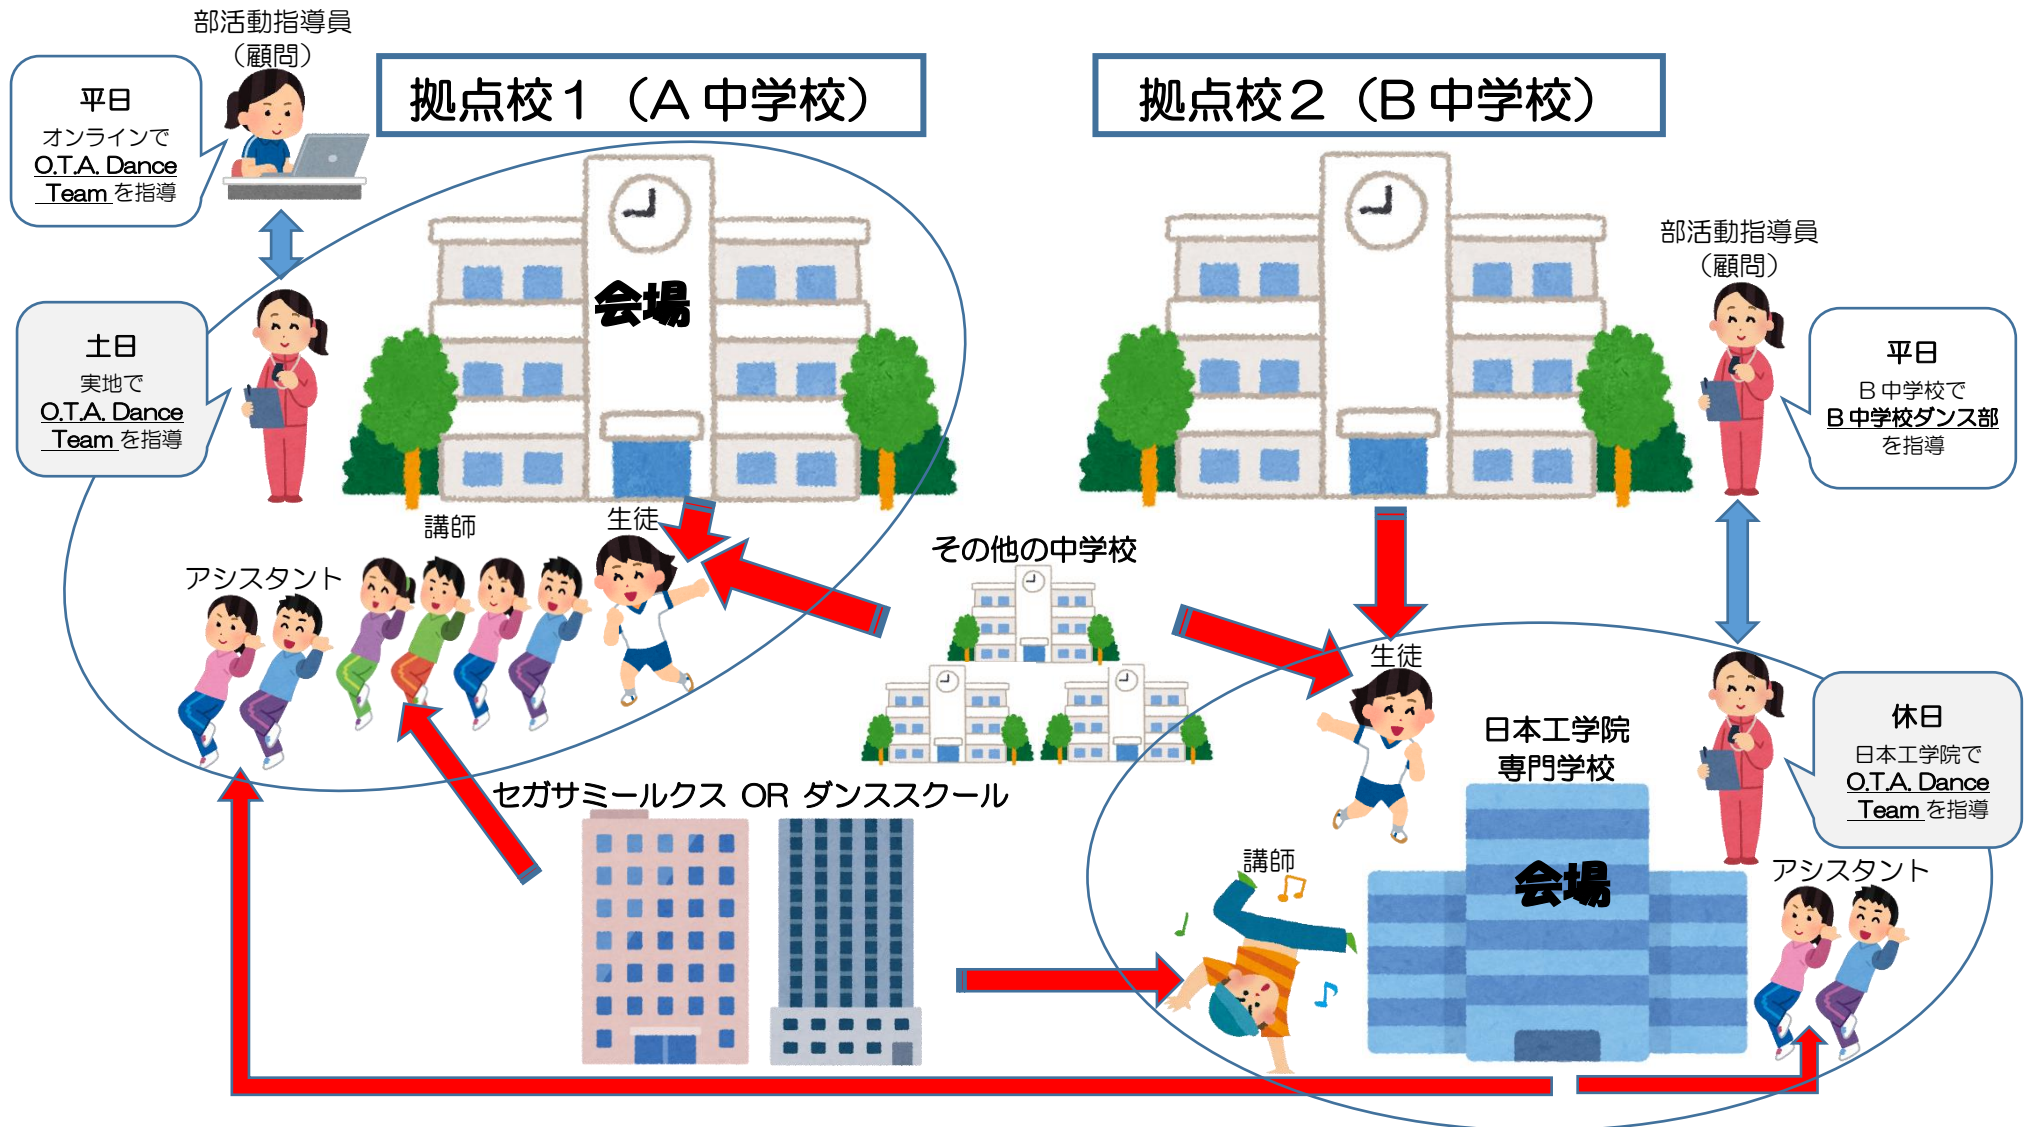 部活動指導員
（顧問）
平日
オンラインで
O.T.A. Dance
Team を指導
拠点校１（A 中学校）
会場
土日
実地で
O.T.A. Dance
Team を指導
講師
生徒
アシスタント
拠点校２（B 中学校）
部活動指導員
（顧問）
平日
B 中学校で
B 中学校ダンス部
を指導
その他の中学校
生徒
日本工学院
専門学校
会場
休日
日本工学院で
O.T.A. Dance
Team を指導
セガサミールクス OR ダンススクール
講師
アシスタント